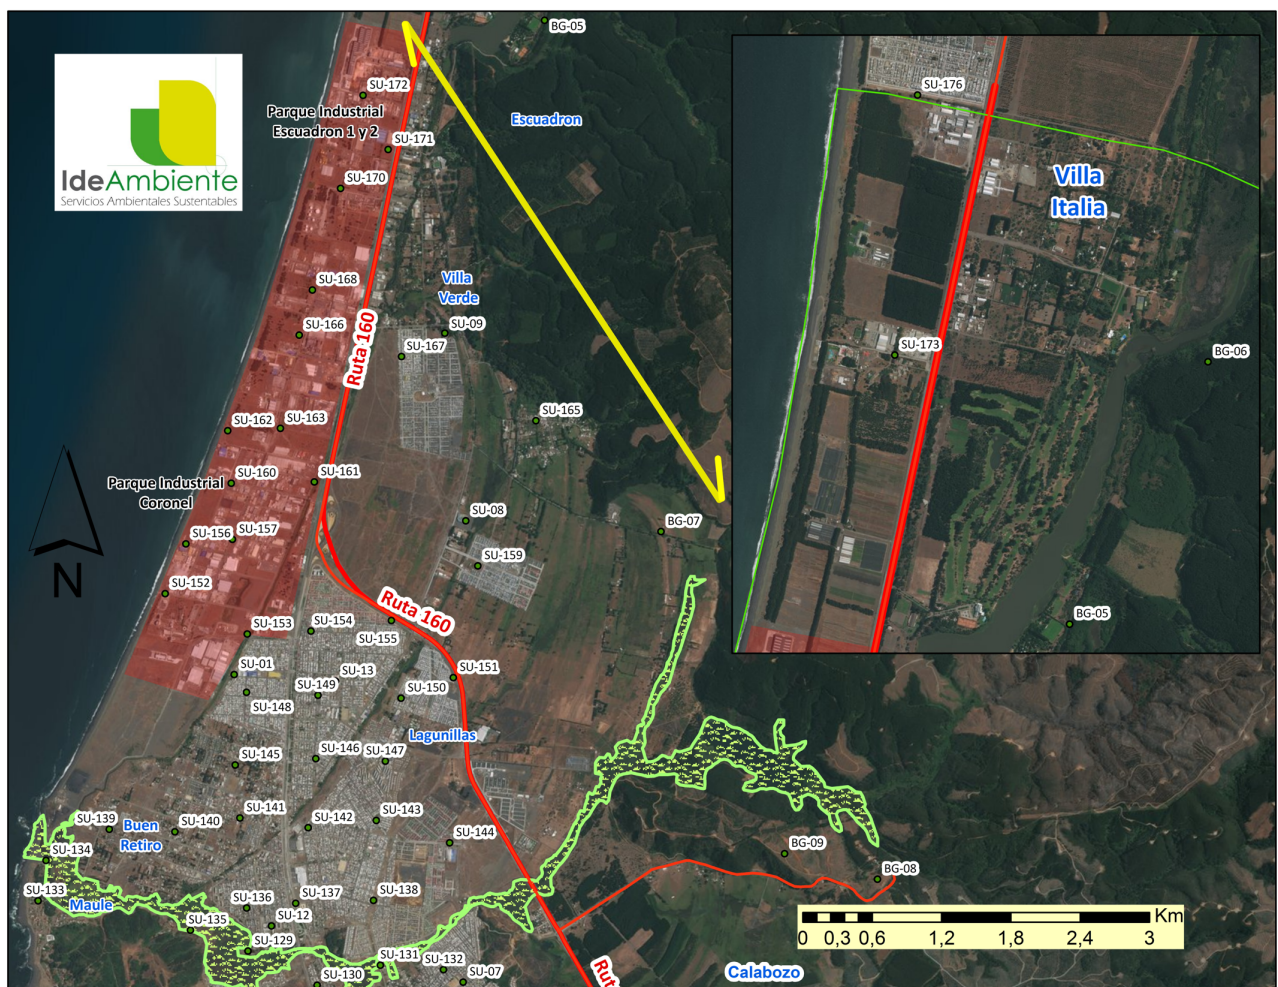 BG-05
SU-172
Parque Industrial
Escuadron 1 y 2
Escuadron
SU-171
IdeAmbiente
Servicios Ambientales Sustentables
SU-170
SU-176
Villa
Italia
SU-168
Villa
Verde
SU-166
SU-09
Ruta 160
SU-167
SU-173
BG-06
SU-162
SU-163
SU-165
SU-160
SU-161
Parque Industrial
Coronel
SU-08
BG-07
SU-156
SU-157
SU-159
N
SU-152
Ruta 160
SU-153
SU-154
SU-155
BG-05
SU-01
SU-13
SU-151
SU-149
SU-150
SU-148
Lagunillas
SU-145
SU-146
SU-147
SU-139
Buen
Retiro
SU-140
SU-141
SU-142
SU-143
SU-144
SU-134
BG-09
BG-08
SU-133
Maule
SU-136
SU-137
SU-138
SU-135
SU-12
SU-129
Km
0 0,3 0,6 1,2 1,8 2,4 3
SU-130
SU-131
SU-132
SU-07
Rut
Calabozo